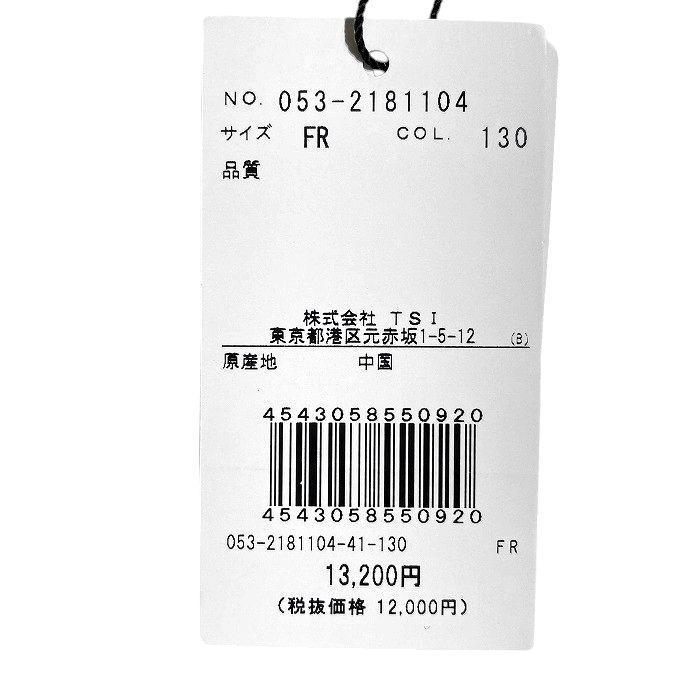 NO. 053-2181104
サイズ FR COL. 130
品質
株式会社 TSI
東京都港区元赤坂1-5-12 (B)
原産地 中国
4543058550920
4543058550920
053-2181104-41-130 FR
13,200円
(税抜価格 12,000円)